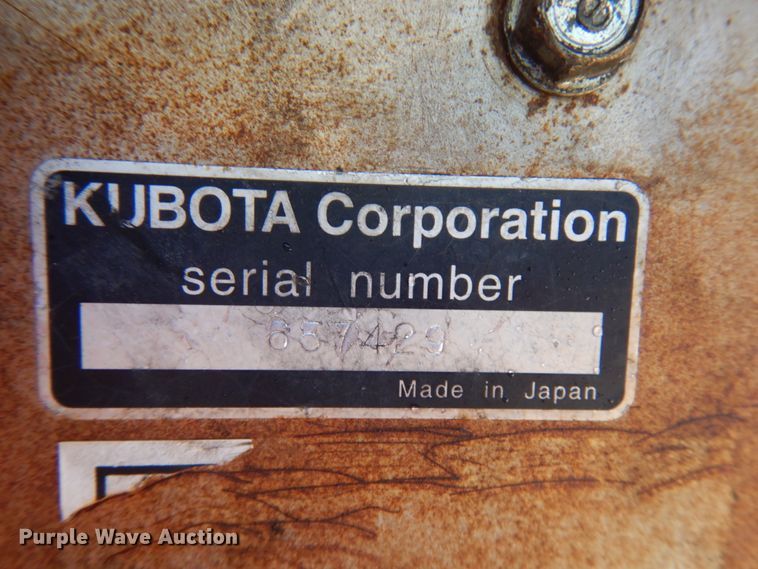 KUBOTA Corporation
serial number
657429
Made in Japan
Purple Wave Auction